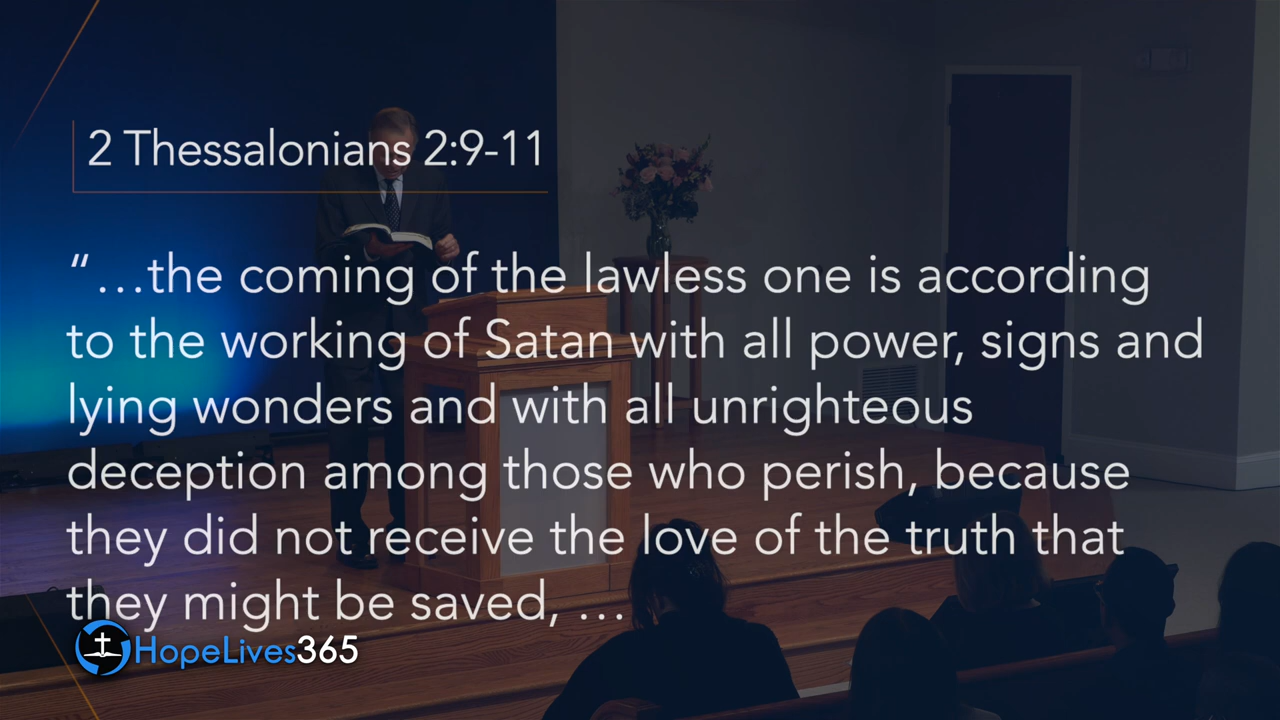 2 Thessalonians 2:9-11
“…the coming of the lawless one is according
to the working of Satan with all power, signs and
lying wonders and with all unrighteous
deception among those who perish, because
they did not receive the love of the truth that
they might be saved, …
HopeLives365